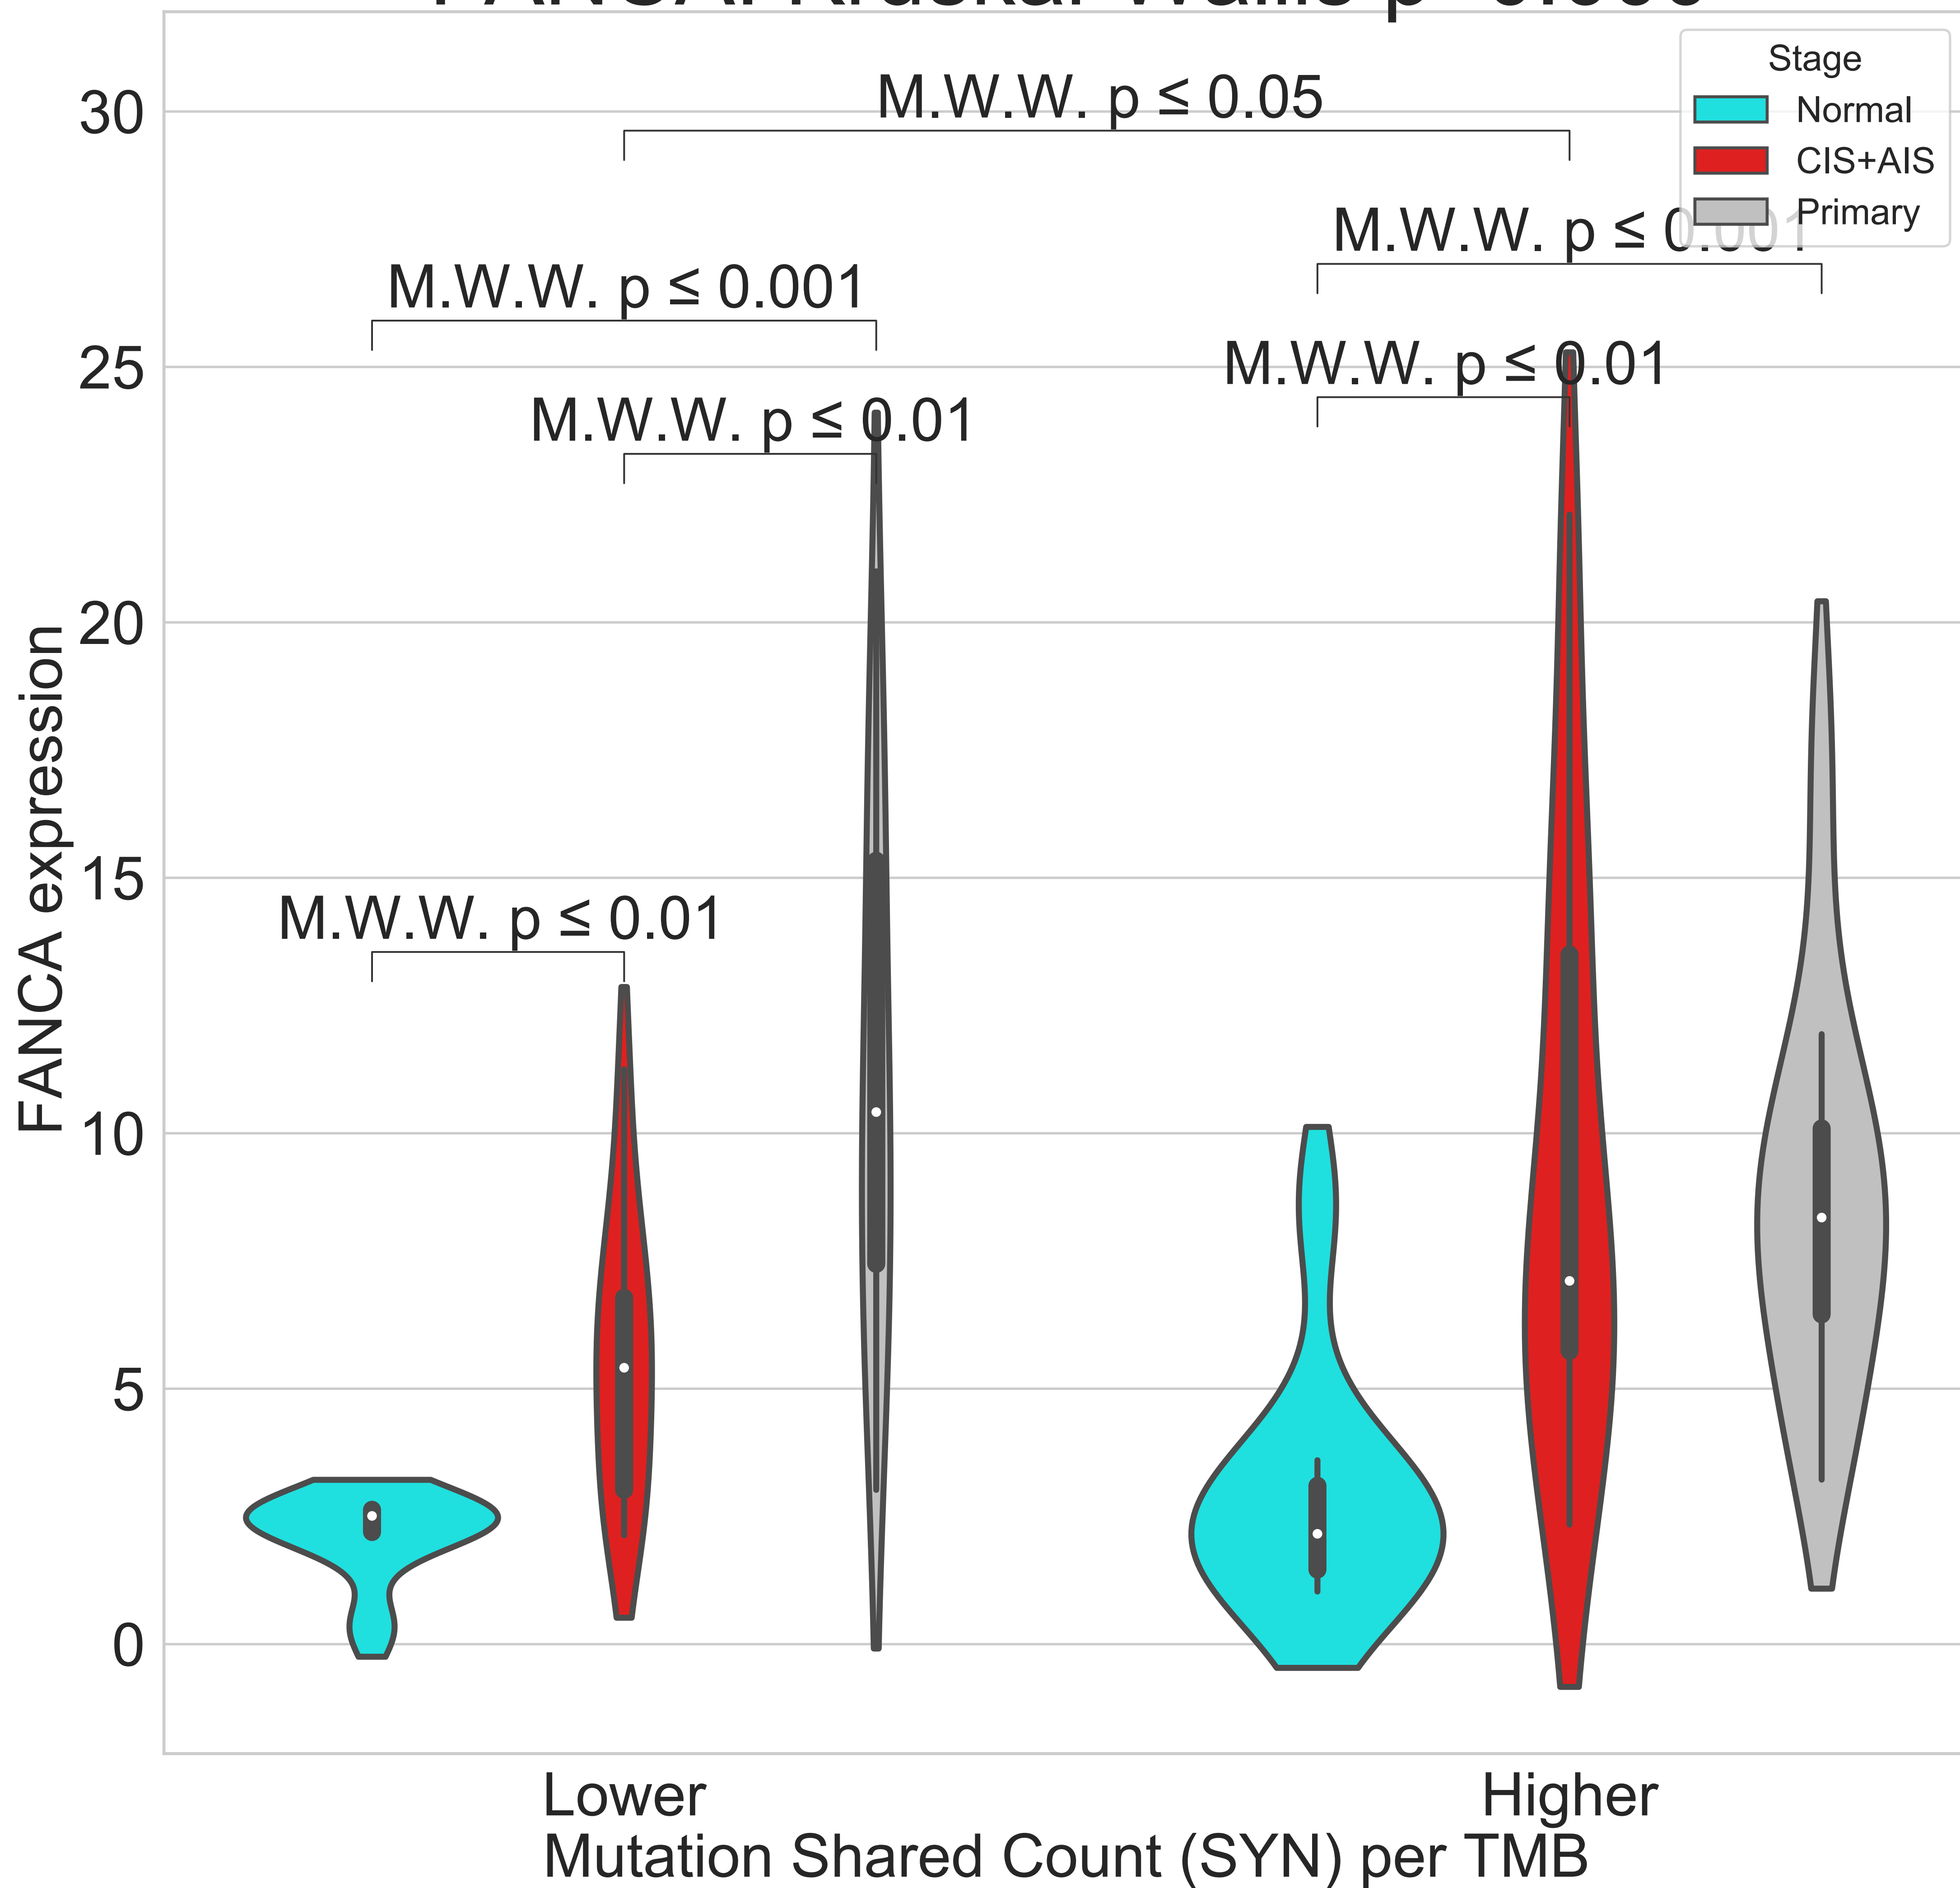 Stage
Normal
CIS+AIS
Primary
M.W.W. p ≤ 0.05
M.W.W. p ≤ 0.001
M.W.W. p ≤ 0.001
M.W.W. p ≤ 0.01
M.W.W. p ≤ 0.01
M.W.W. p ≤ 0.01
FANCA expression
30
25
20
15
10
5
0
Lower
Higher
Mutation Shared Count (SYN) per TMB